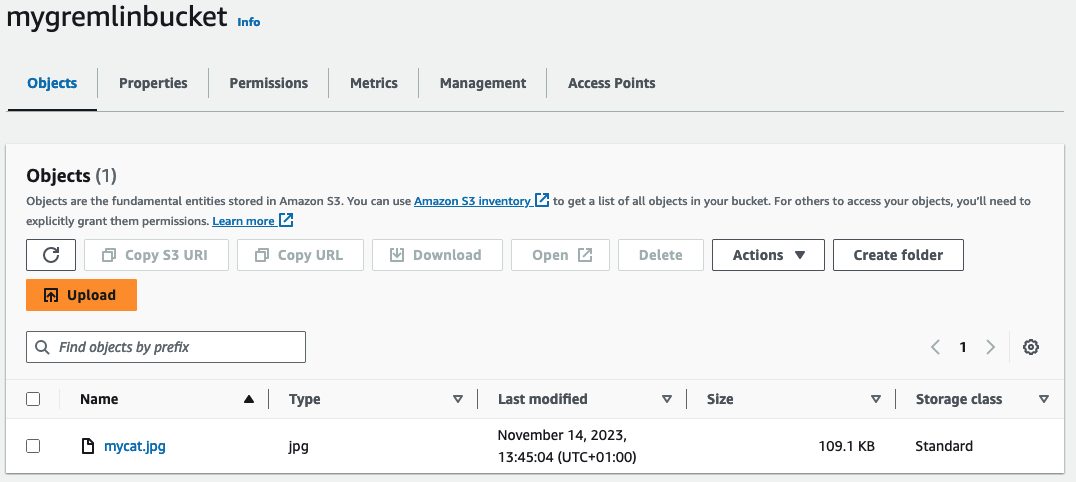 mygremlinbucket Info
Objects Properties Permissions Metrics Management Access Points
Objects (1)
Objects are the fundamental entities stored in Amazon S3. You can use Amazon S3 inventory to get a list of all objects in your bucket. For others to access your objects, you'll need to
explicitly grant them permissions. Learn more
Copy S3 URI Copy URL Download Open Delete Actions Create folder
Upload
Find objects by prefix 1
Name Type Last modified Size Storage class
mycat.jpg jpg November 14, 2023, 109.1 KB Standard
13:45:04 (UTC+01:00)